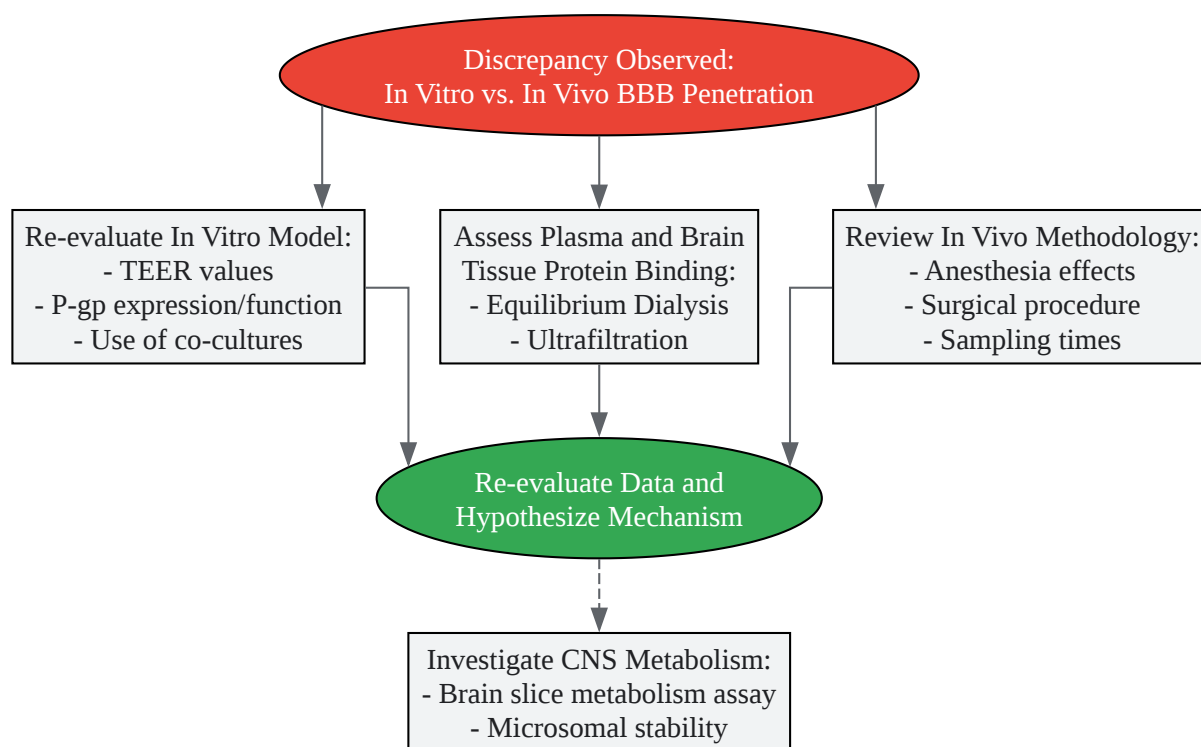 Discrepancy Observed:
In Vitro vs. In Vivo BBB Penetration
Re-evaluate In Vitro Model:
- TEER values
- P-gp expression/function
- Use of co-cultures
Assess Plasma and Brain
Tissue Protein Binding:
- Equilibrium Dialysis
- Ultrafiltration
Review In Vivo Methodology:
- Anesthesia effects
- Surgical procedure
- Sampling times
Re-evaluate Data and
Hypothesize Mechanism
Investigate CNS Metabolism:
- Brain slice metabolism assay
- Microsomal stability